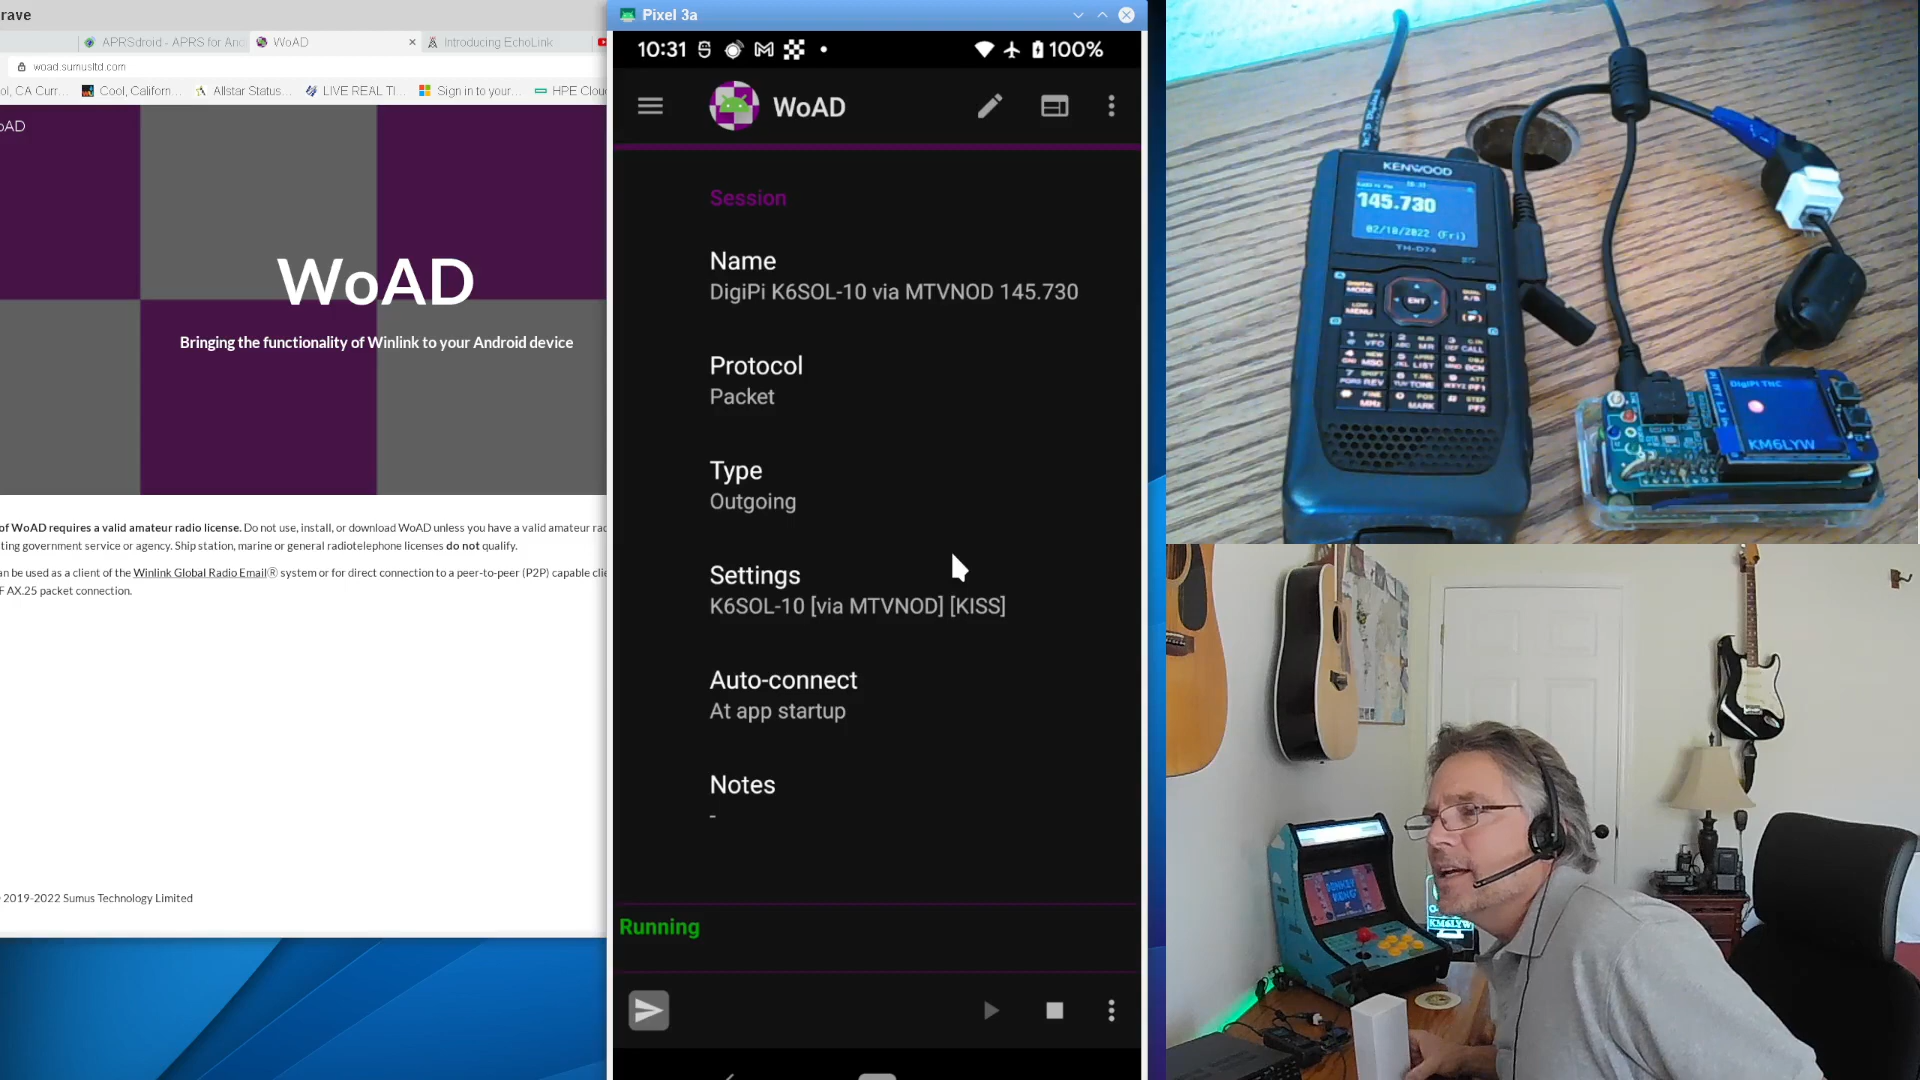 rave
APRSdroid - APRS for And
WoAD
Introducing EchoLink
woad.sumusltd.com
ol, CA Curr...
Cool, Californ...
Allstar Status...
LIVE REAL TI...
Sign in to your...
HPE Clou
oAD
WoAD
Bringing the functionality of Winlink to your Android device
of WoAD requires a valid amateur radio license. Do not use, install, or download WoAD unless you have a valid amateur rad
ting government service or agency. Ship station, marine or general radiotelephone licenses do not qualify.
an be used as a client of the Winlink Global Radio Email® system or for direct connection to a peer-to-peer (P2P) capable clie
F AX.25 packet connection.
2019-2022 Sumus Technology Limited
Pixel 3a
10:31
100%
WoAD
Session
Name
DigiPi K6SOL-10 via MTVNOD 145.730
Protocol
Packet
Type
Outgoing
Settings
K6SOL-10 [via MTVNOD] [KISS]
Auto-connect
At app startup
Notes
-
Running
KENWOOD
145.730
02/18/2022 (Fri)
TH-D74
ENT
DigiPi TNC
KM6LYW
KM6LYW